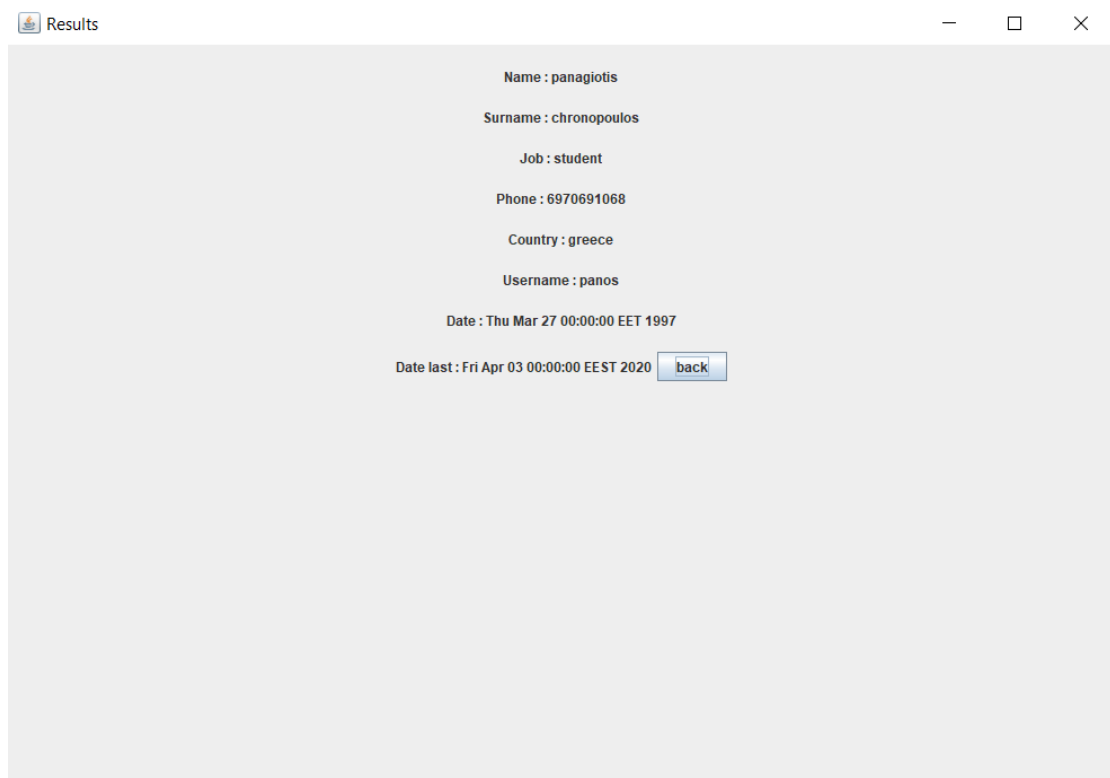 Results
Name : panagiotis
Surname : chronopoulos
Job : student
Phone : 6970691068
Country : greece
Username : panos
Date : Thu Mar 27 00:00:00 EET 1997
Date last : Fri Apr 03 00:00:00 EEST 2020 back